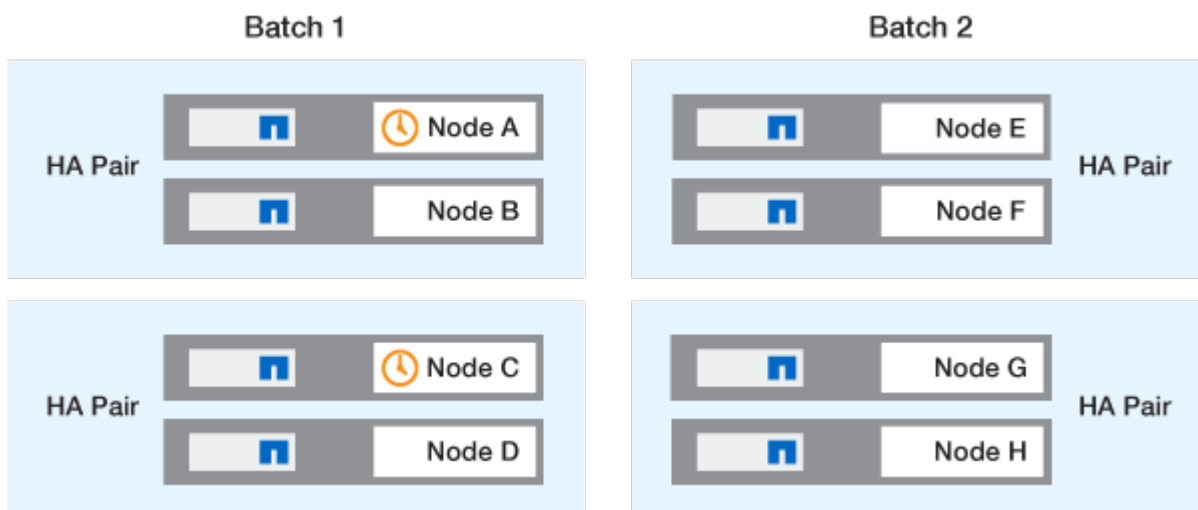 Batch 1
Batch 2
HA Pair
Node A
Node B
Node E
Node F
HA Pair
HA Pair
Node C
Node D
Node G
Node H
HA Pair